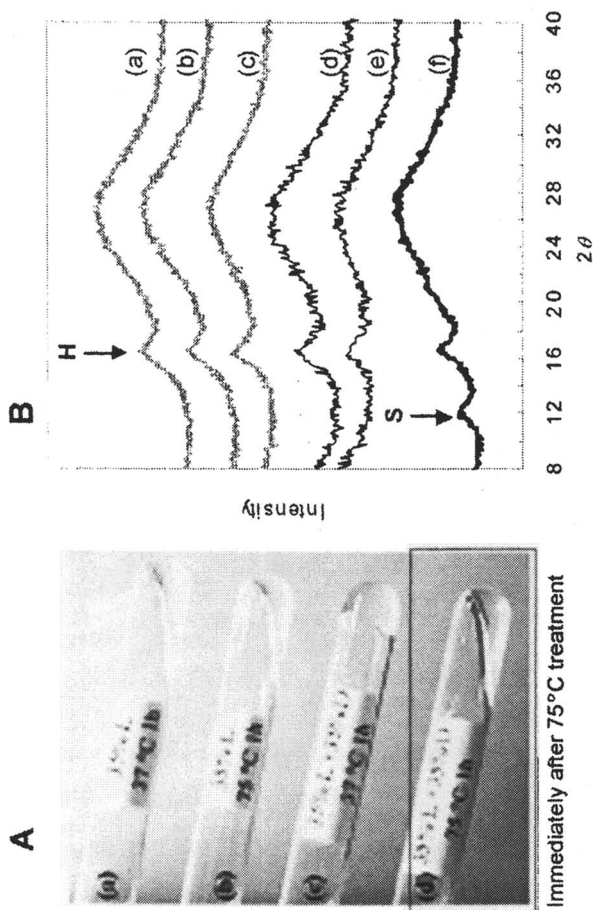 A
(a)
37 °C 1h
(b)
75 °C 1h
(c)
37 °C 1h
(d)
75 °C 1h
Immediately after 75°C treatment
B
Intensity
H
S
(a)
(b)
(c)
(d)
(e)
(f)
8 12 16 20 24 28 32 36 40
2θ